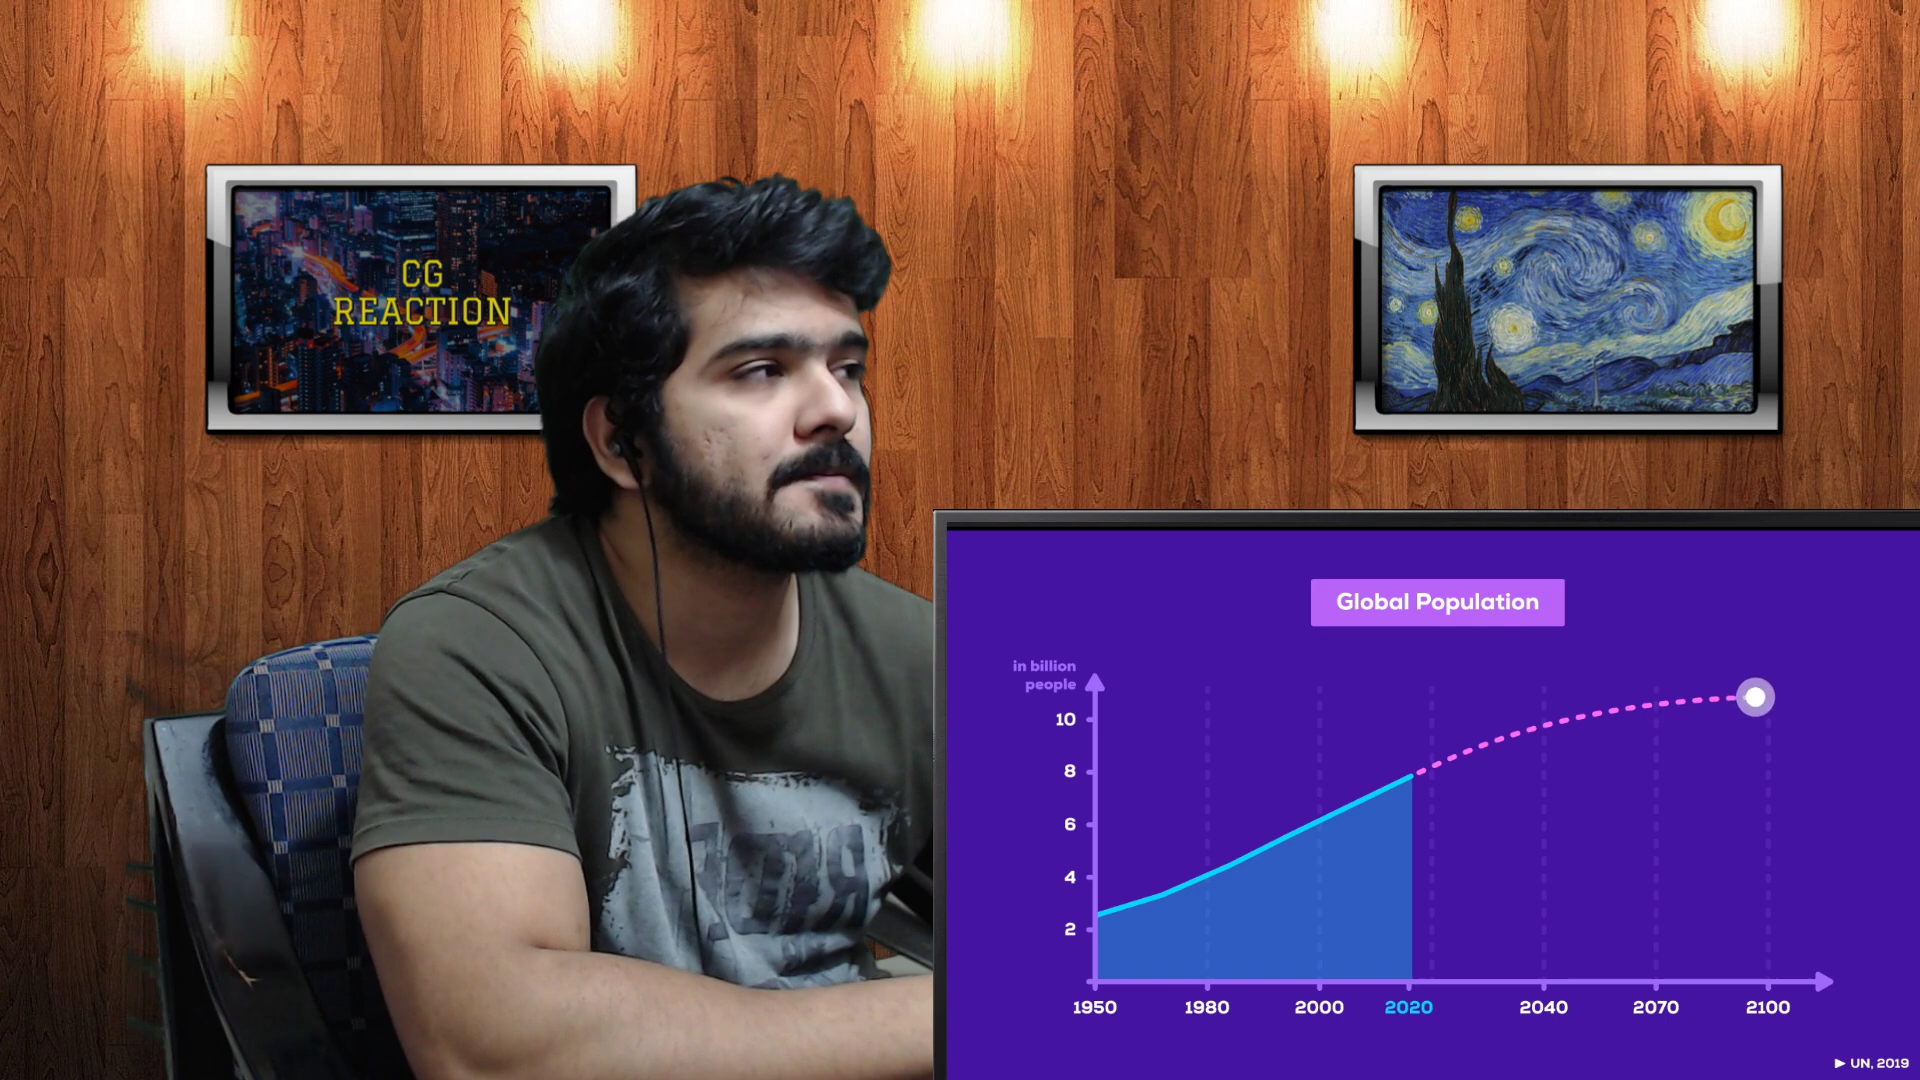 CG
REACTION
Global Population
in billion
people
10
8
6
4
2
1950 1980 2000 2020 2040 2070 2100
▶ UN, 2019